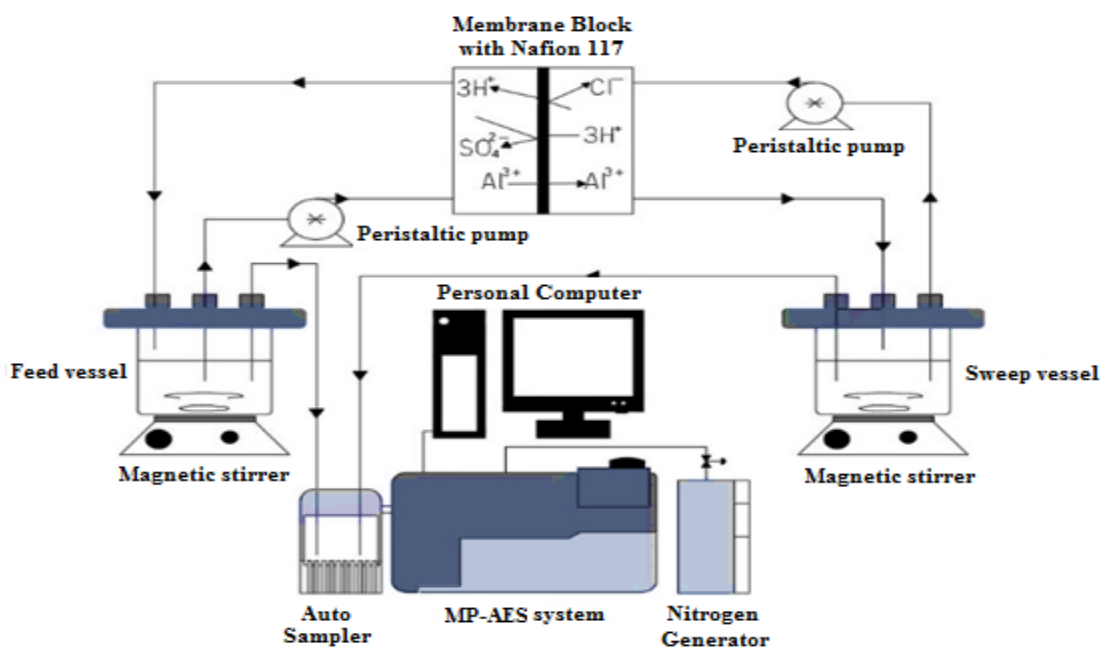 Membrane Block
with Nafion 117
3H⁺
Cl⁻
SO₄²⁻
3H⁺
Al³⁺
Al³⁺
Peristaltic pump
Peristaltic pump
Personal Computer
Feed vessel
Sweep vessel
Magnetic stirrer
Magnetic stirrer
Auto
Sampler
MP-AES system
Nitrogen
Generator